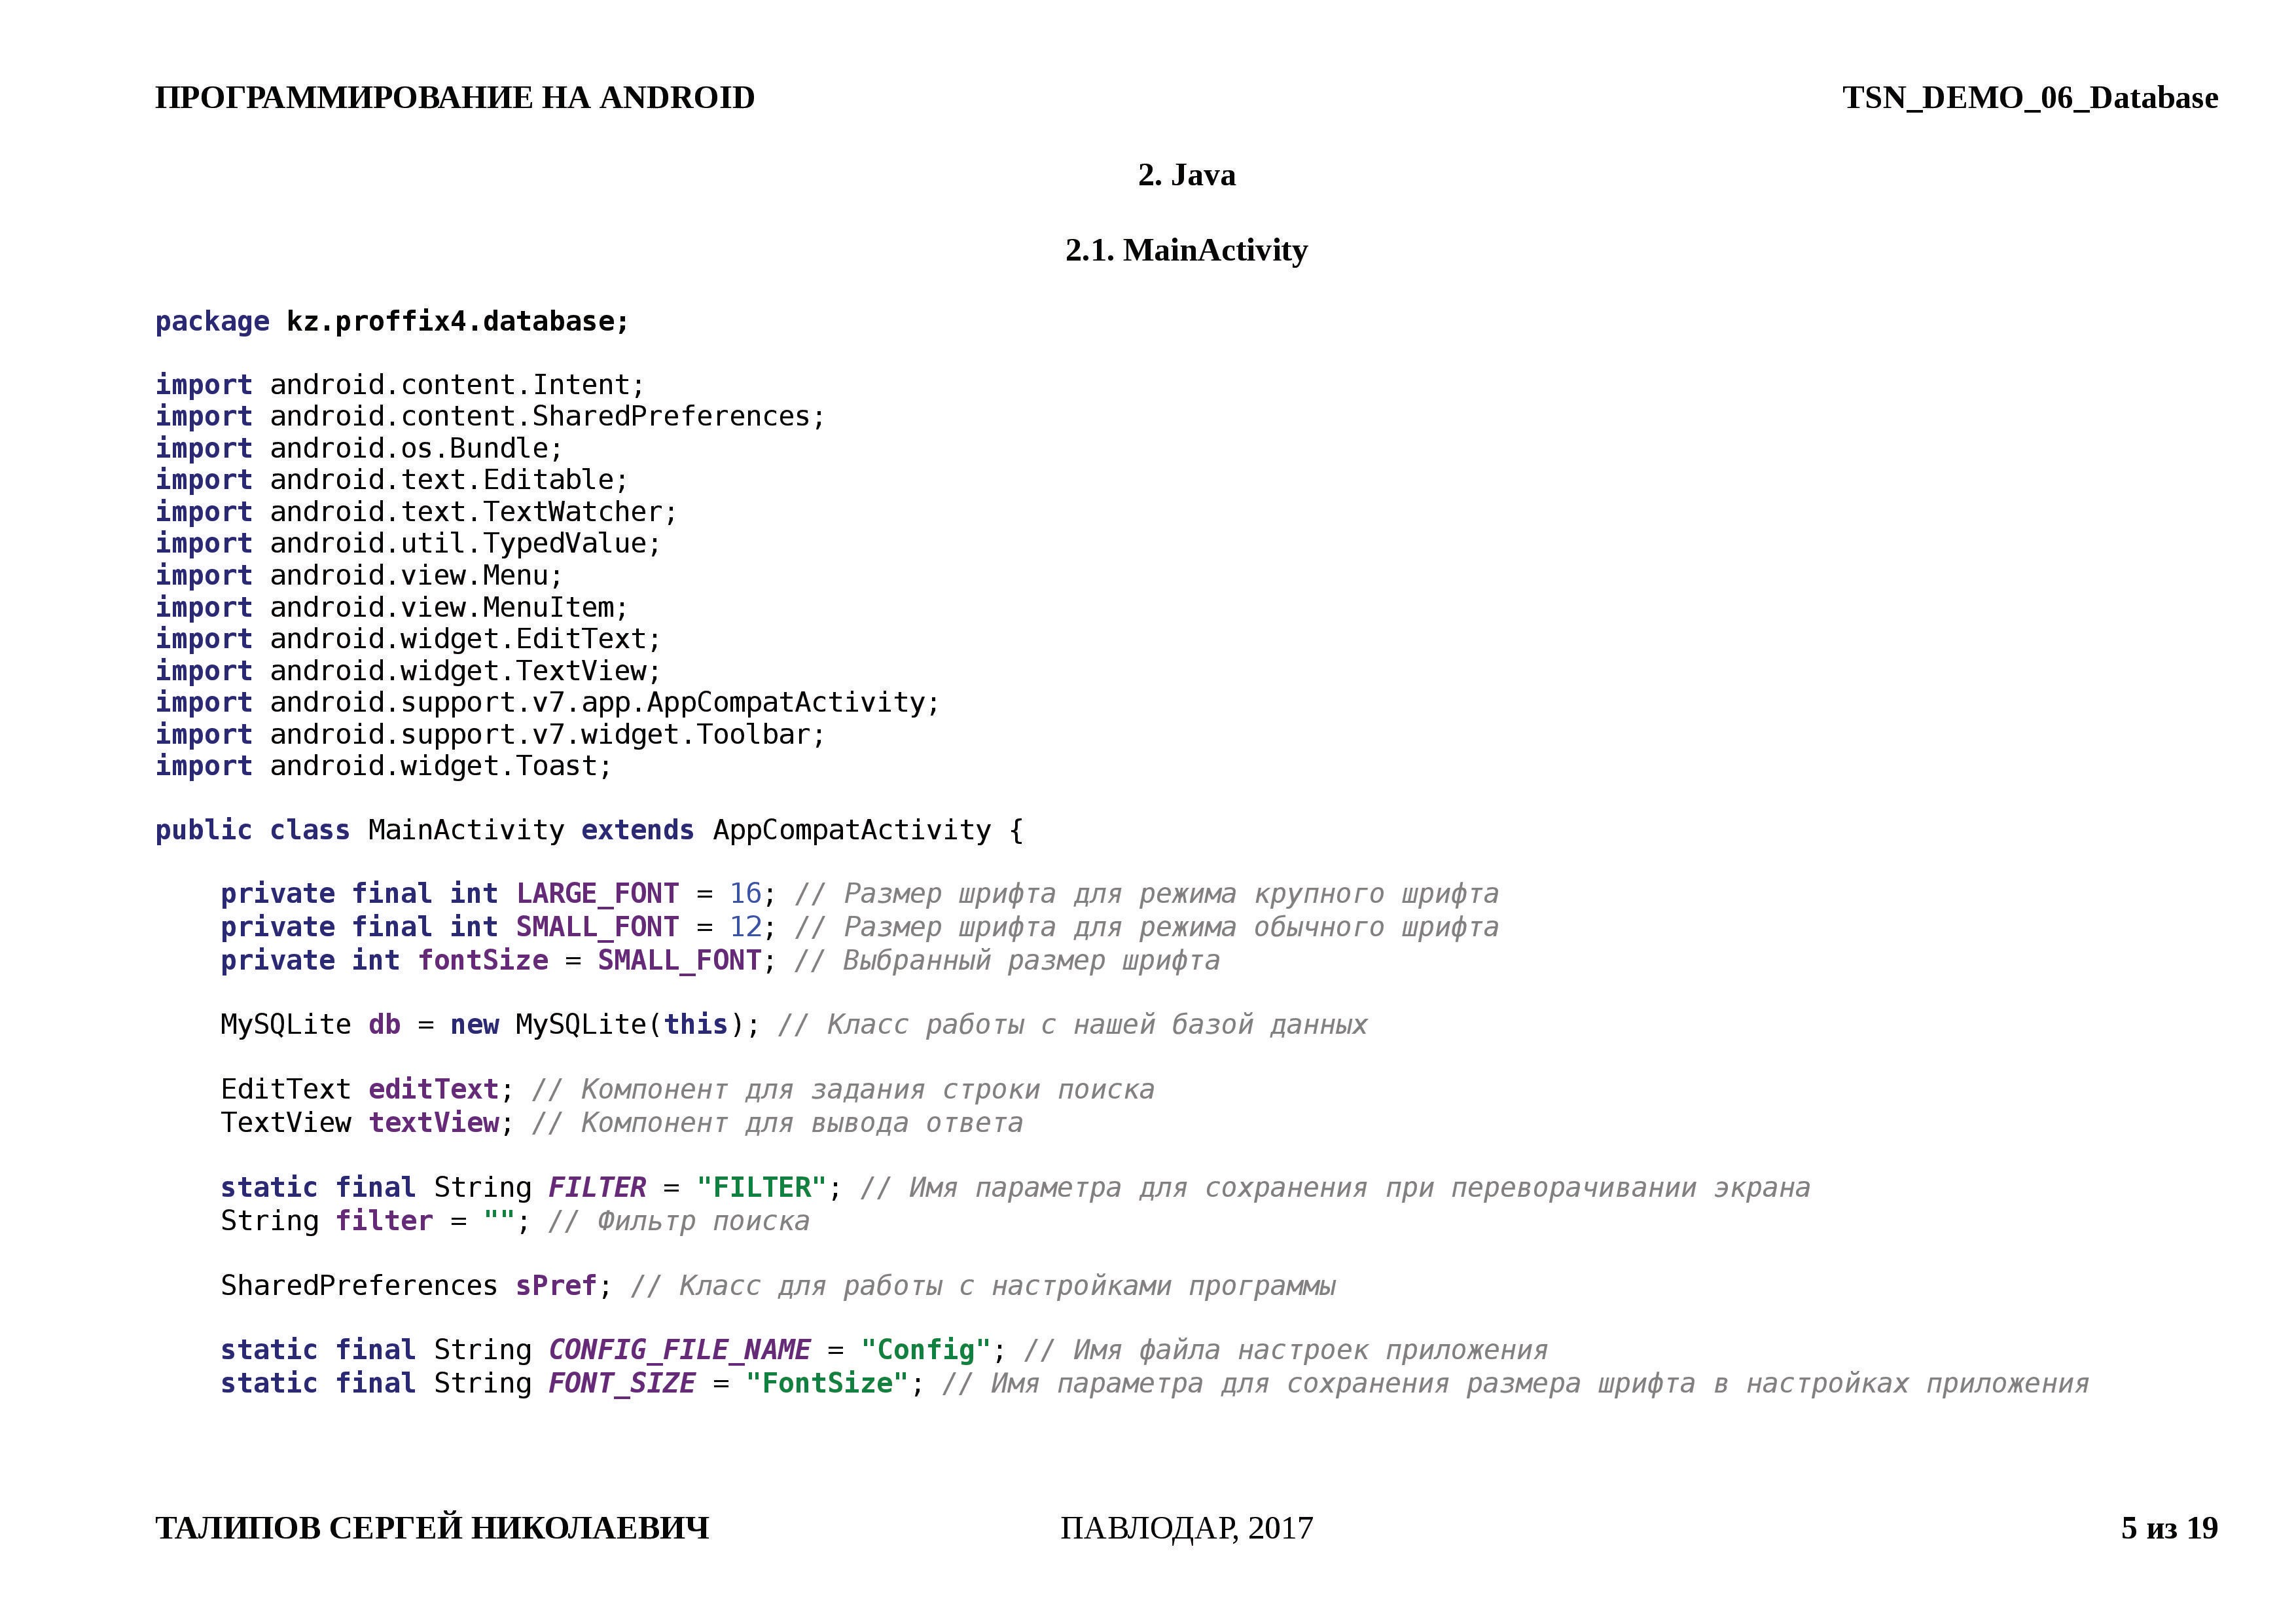 ПРОГРАММИРОВАНИЕ НА ANDROID TSN_DEMO_06_Database
2. Java
2.1. MainActivity
package kz.proffix4.database;
import android.content.Intent;
import android.content.SharedPreferences;
import android.os.Bundle;
import android.text.Editable;
import android.text.TextWatcher;
import android.util.TypedValue;
import android.view.Menu;
import android.view.MenuItem;
import android.widget.EditText;
import android.widget.TextView;
import android.support.v7.app.AppCompatActivity;
import android.support.v7.widget.Toolbar;
import android.widget.Toast;
public class MainActivity extends AppCompatActivity {
    private final int LARGE_FONT = 16; // Размер шрифта для режима крупного шрифта
    private final int SMALL_FONT = 12; // Размер шрифта для режима обычного шрифта
    private int fontSize = SMALL_FONT; // Выбранный размер шрифта
    MySQLite db = new MySQLite(this); // Класс работы с нашей базой данных
    EditText editText; // Компонент для задания строки поиска
    TextView textView; // Компонент для вывода ответа
    static final String FILTER = "FILTER"; // Имя параметра для сохранения при переворачивании экрана
    String filter = ""; // Фильтр поиска
    SharedPreferences sPref; // Класс для работы с настройками программы
    static final String CONFIG_FILE_NAME = "Config"; // Имя файла настроек приложения
    static final String FONT_SIZE = "FontSize"; // Имя параметра для сохранения размера шрифта в настройках приложения
ТАЛИПОВ СЕРГЕЙ НИКОЛАЕВИЧ ПАВЛОДАР, 2017 5 из 19